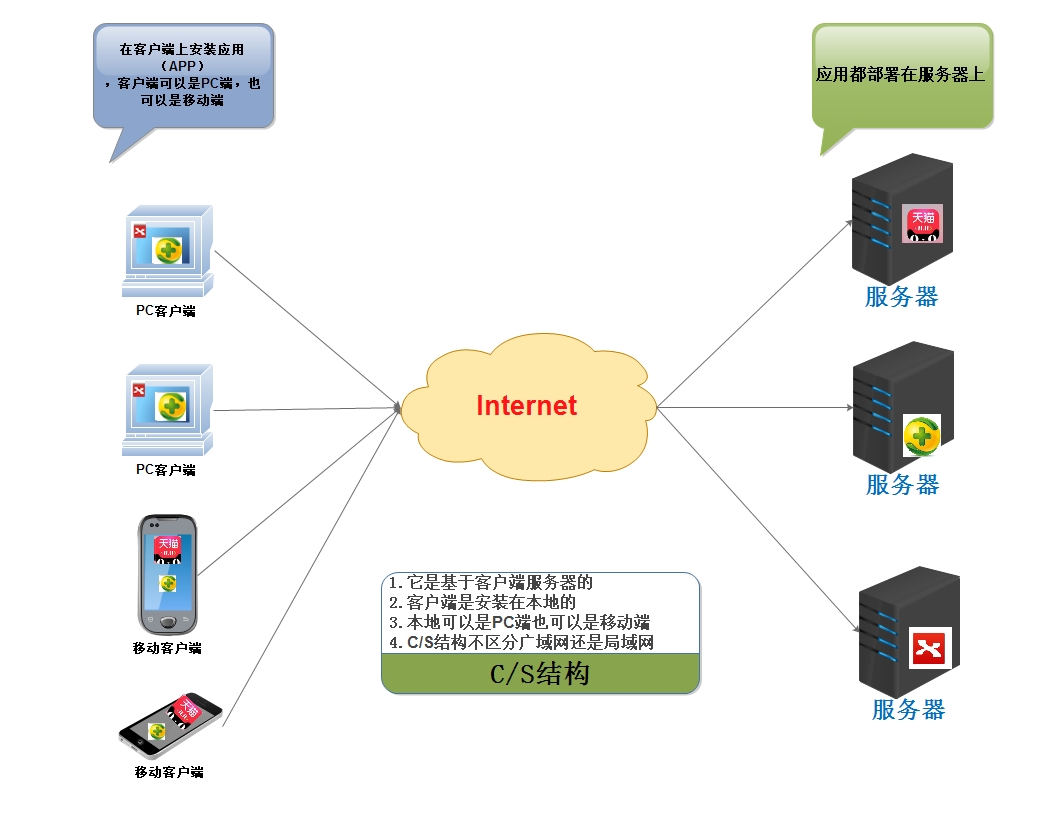 在客户端上安装应用
（APP）
，客户端可以是PC端，也
可以是移动端
应用都部署在服务器上
天猫
11.11
服务器
PC客户端
Internet
服务器
PC客户端
天猫
11.11
移动客户端
1.它是基于客户端服务器的
2.客户端是安装在本地的
3.本地可以是PC端也可以是移动端
4.C/S结构不区分广域网还是局域网
C/S结构
服务器
天猫
11.11
移动客户端